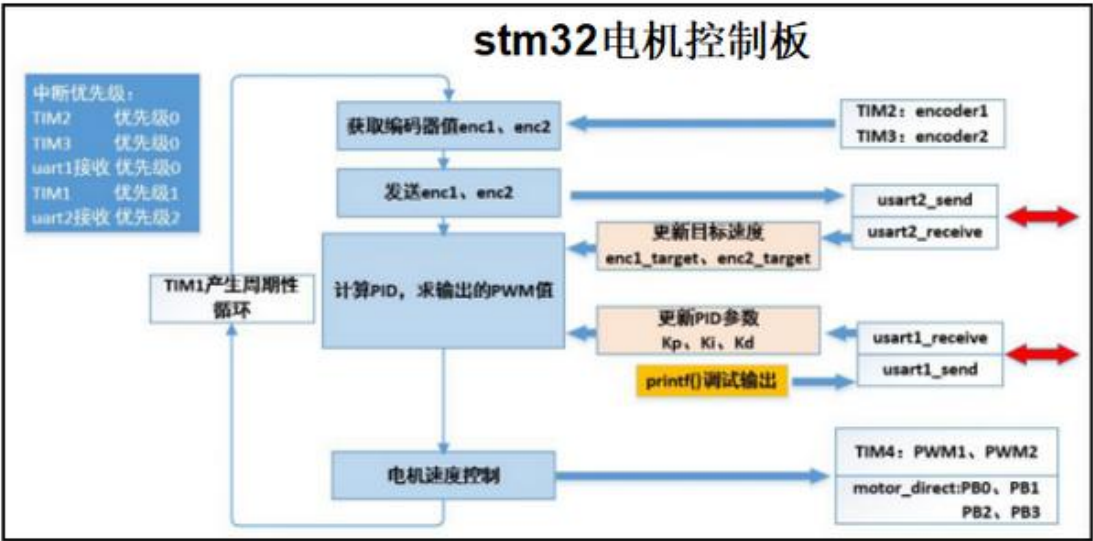 stm32电机控制板
中断优先级：
TIM2 优先级0
TIM3 优先级0
uart1接收 优先级0
TIM1 优先级1
uart2接收 优先级2
获取编码器值enc1、enc2
TIM2：encoder1
TIM3：encoder2
发送enc1、enc2
usart2_send
usart2_receive
更新目标速度
enc1_target、enc2_target
TIM1产生周期性
循环
计算PID，求输出的PWM值
更新PID参数
Kp、Ki、Kd
usart1_receive
usart1_send
printf()调试输出
电机速度控制
TIM4：PWM1、PWM2
motor_direct:PB0、PB1
PB2、PB3